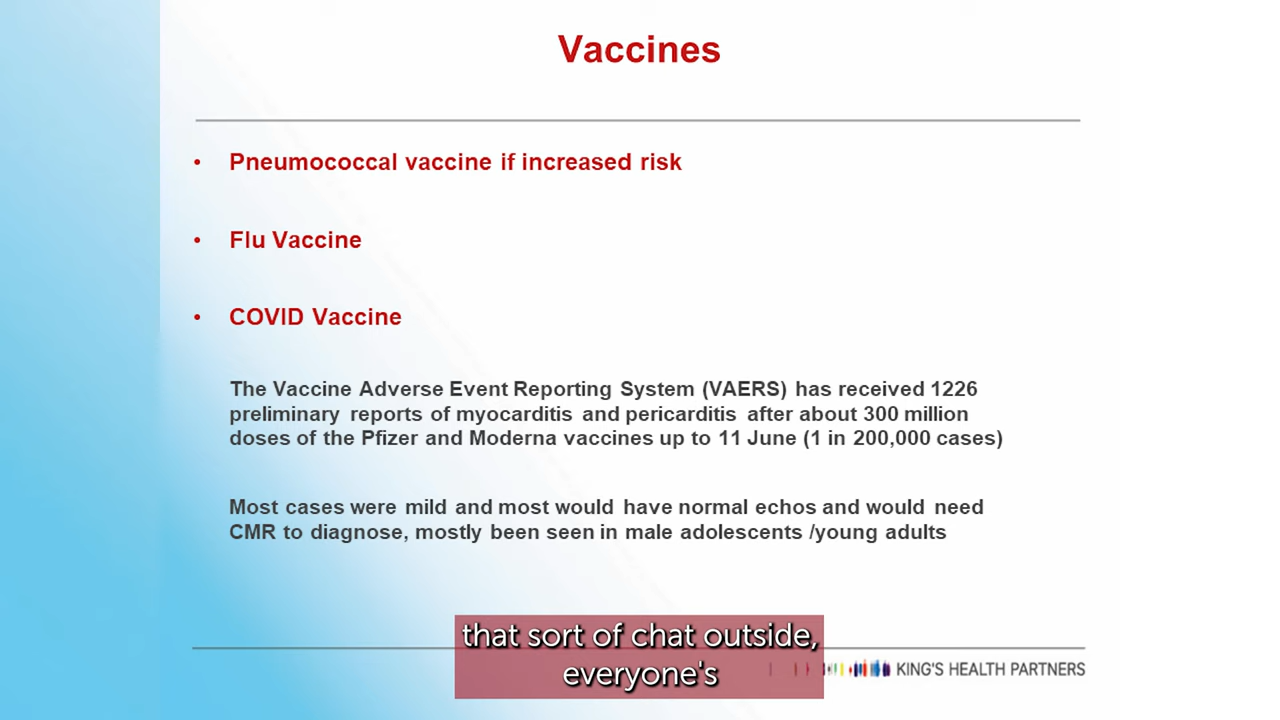 Vaccines
• Pneumococcal vaccine if increased risk
• Flu Vaccine
• COVID Vaccine
The Vaccine Adverse Event Reporting System (VAERS) has received 1226
preliminary reports of myocarditis and pericarditis after about 300 million
doses of the Pfizer and Moderna vaccines up to 11 June (1 in 200,000 cases)
Most cases were mild and most would have normal echos and would need
CMR to diagnose, mostly been seen in male adolescents /young adults
that sort of chat outside,
everyone's
KING'S HEALTH PARTNERS